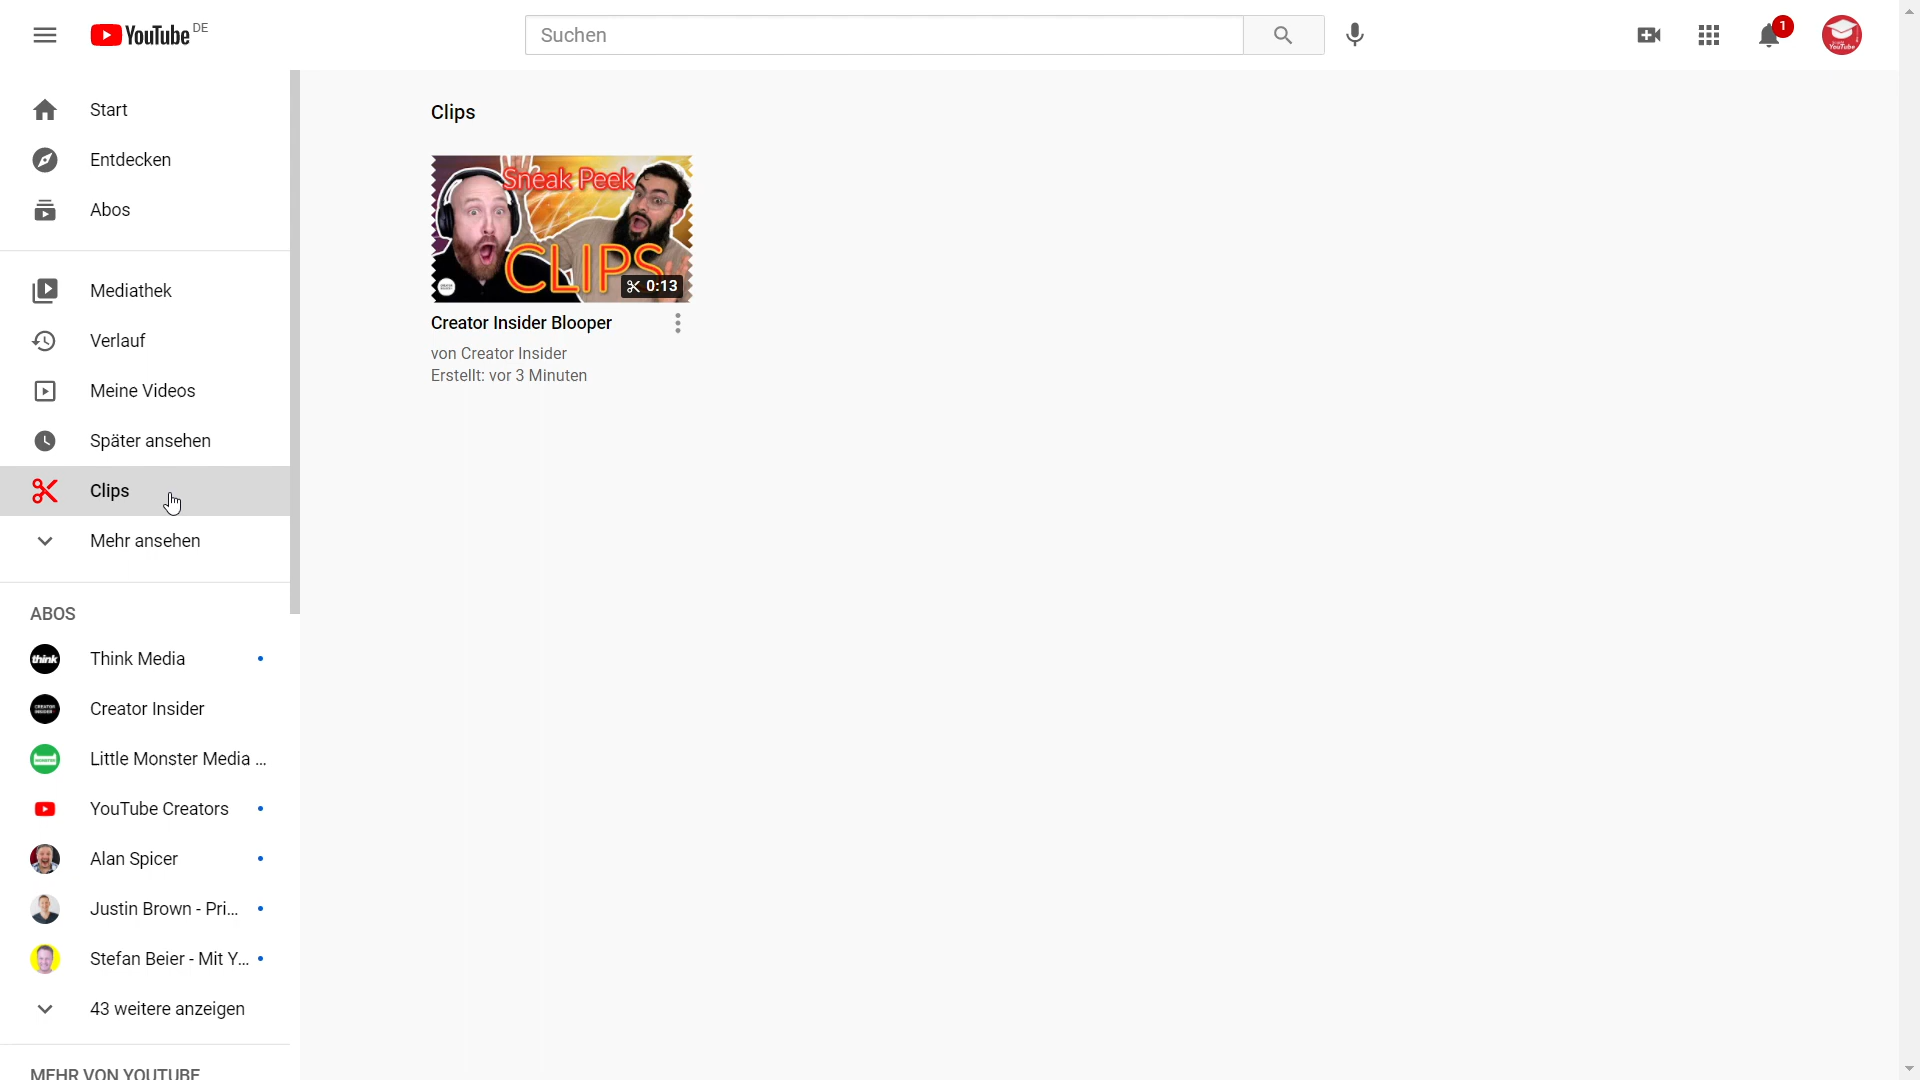 YouTube DE
Suchen
1
Start
Entdecken
Abos
Mediathek
Verlauf
Meine Videos
Später ansehen
Clips
Mehr ansehen
ABOS
think
Think Media
Creator Insider
Little Monster Media ...
YouTube Creators
Alan Spicer
Justin Brown - Pri...
Stefan Beier - Mit Y...
43 weitere anzeigen
MEHR VON YOUTUBE
Clips
Sneak Peek
CLIPS
0:13
Creator Insider Blooper
von Creator Insider
Erstellt: vor 3 Minuten